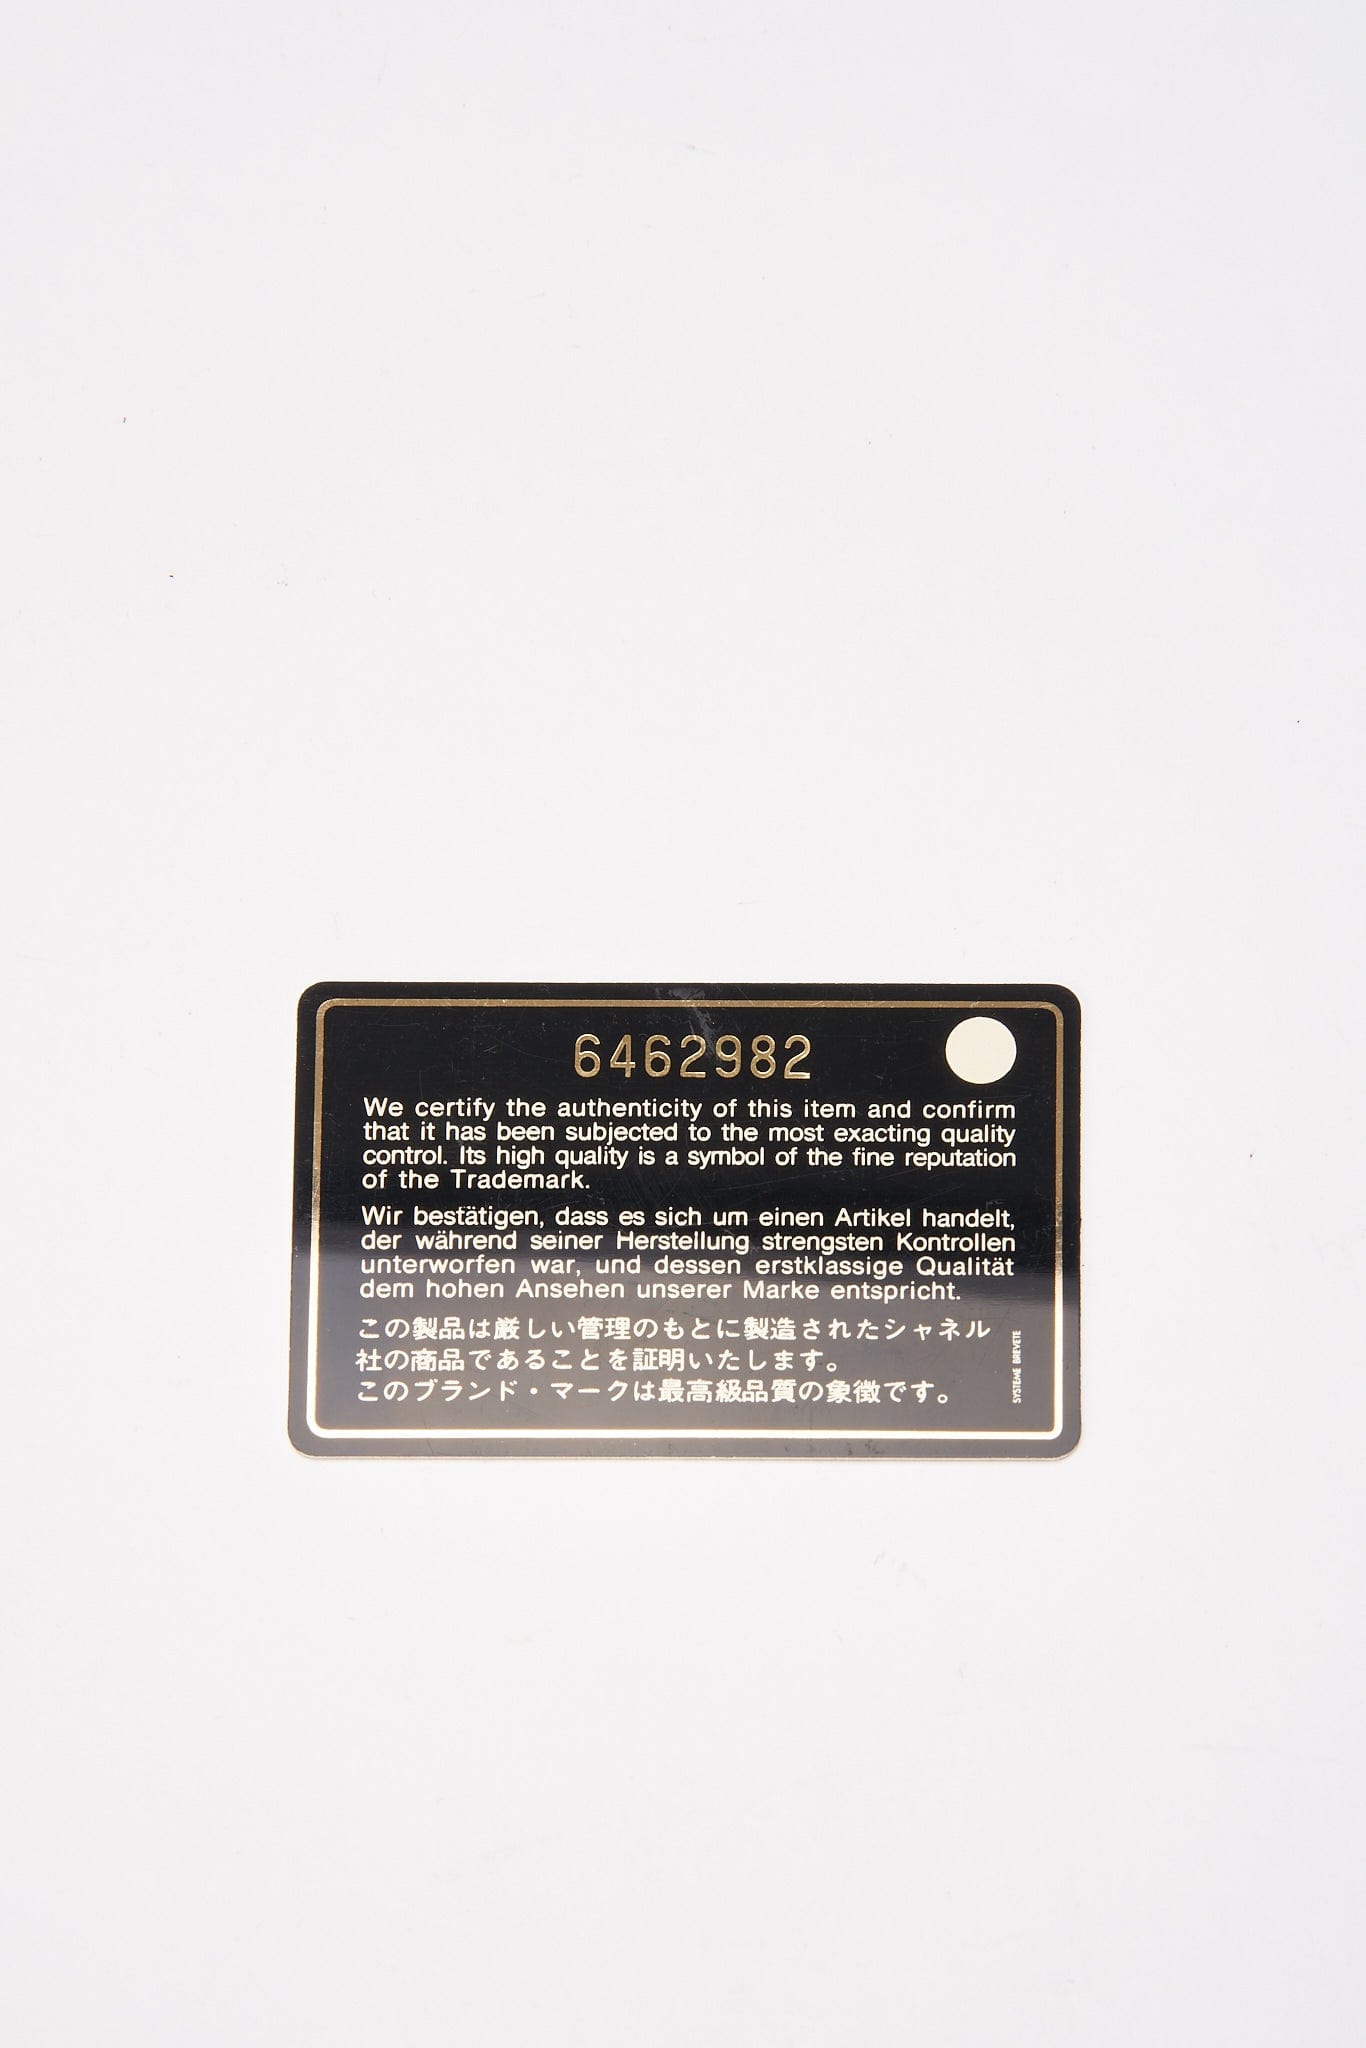 6462982
We certify the authenticity of this item and confirm
that it has been subjected to the most exacting quality
control. Its high quality is a symbol of the fine reputation
of the Trademark.
Wir bestätigen, dass es sich um einen Artikel handelt,
der während seiner Herstellung strengsten Kontrollen
unterworfen war, und dessen erstklassige Qualität
dem hohen Ansehen unserer Marke entspricht.
この製品は厳しい管理のもとに製造されたシャネル
社の商品であることを証明いたします。
このブランド・マークは最高級品質の象徴です。
SYSTEME BREVETE